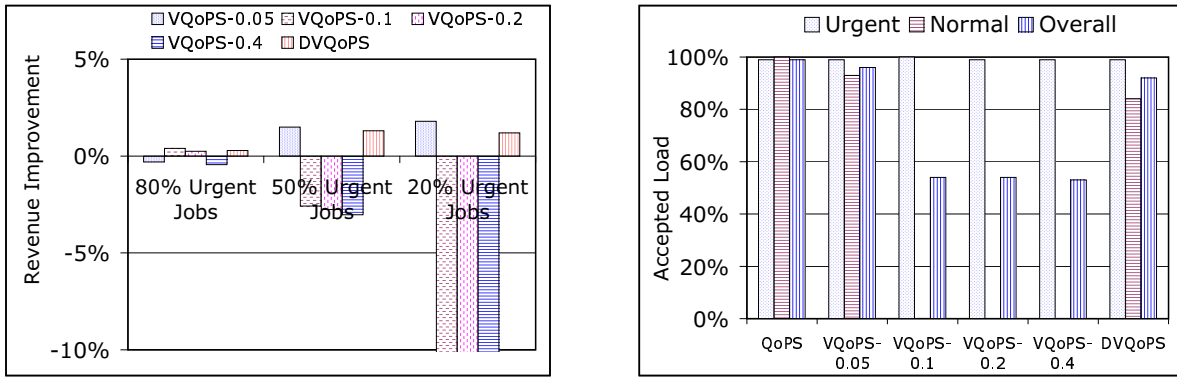 VQoPS-0.05 VQoPS-0.1 VQoPS-0.2
VQoPS-0.4 DVQoPS
Revenue Improvement
5%
0%
-5%
-10%
80% Urgent Jobs
50% Urgent Jobs
20% Urgent Jobs
Urgent Normal Overall
Accepted Load
100%
80%
60%
40%
20%
0%
QoPS
VQoPS-0.05
VQoPS-0.1
VQoPS-0.2
VQoPS-0.4
DVQoPS